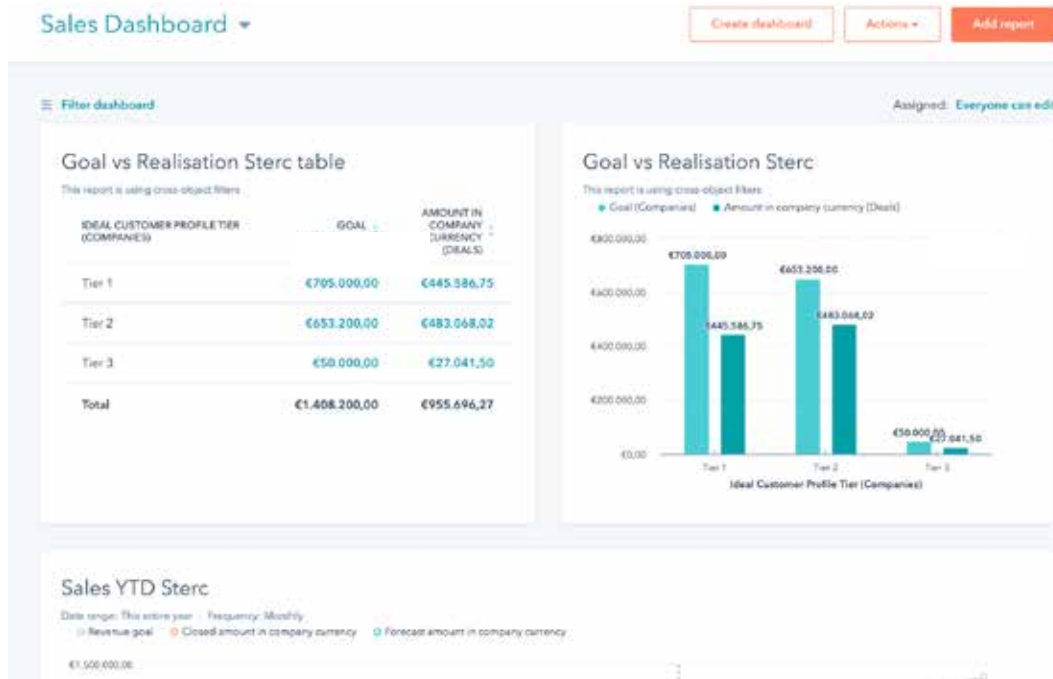 Sales Dashboard
Create dashboard
Actions
Add report
Filter dashboard
Assigned: Everyone can edit
Goal vs Realisation Sterc table
This report is using cross-object filters
IDEAL CUSTOMER PROFILE TIER
(COMPANIES)
GOAL
AMOUNT IN
COMPANY
CURRENCY
(DEALS)
Tier 1 €705.000,00 €445.586,75
Tier 2 €653.200,00 €483.068,02
Tier 3 €50.000,00 €27.041,50
Total €1.408.200,00 €955.696,27
Goal vs Realisation Sterc
This report is using cross-object filters
Goal (Companies) Amount in company currency (Deals)
€800.000,00
€705.000,00
€653.200,00
€600.000,00
€483.068,02
€445.586,75
€400.000,00
€200.000,00
€50.000,00
€27.041,50
€0,00
Tier 1 Tier 2 Tier 3
Ideal Customer Profile Tier (Companies)
Sales YTD Sterc
Date range: This entire year Frequency: Monthly
Revenue goal Closed amount in company currency Forecast amount in company currency
€1.500.000,00